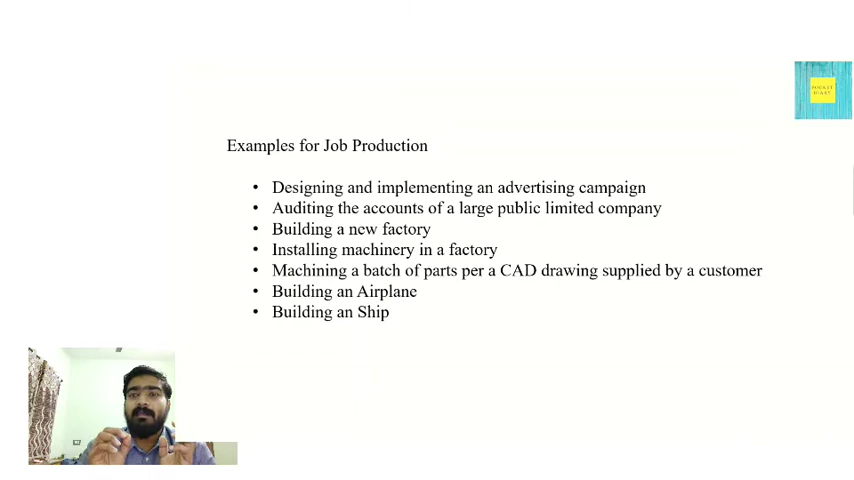 POCKET
DIARY
Examples for Job Production
• Designing and implementing an advertising campaign
• Auditing the accounts of a large public limited company
• Building a new factory
• Installing machinery in a factory
• Machining a batch of parts per a CAD drawing supplied by a customer
• Building an Airplane
• Building an Ship